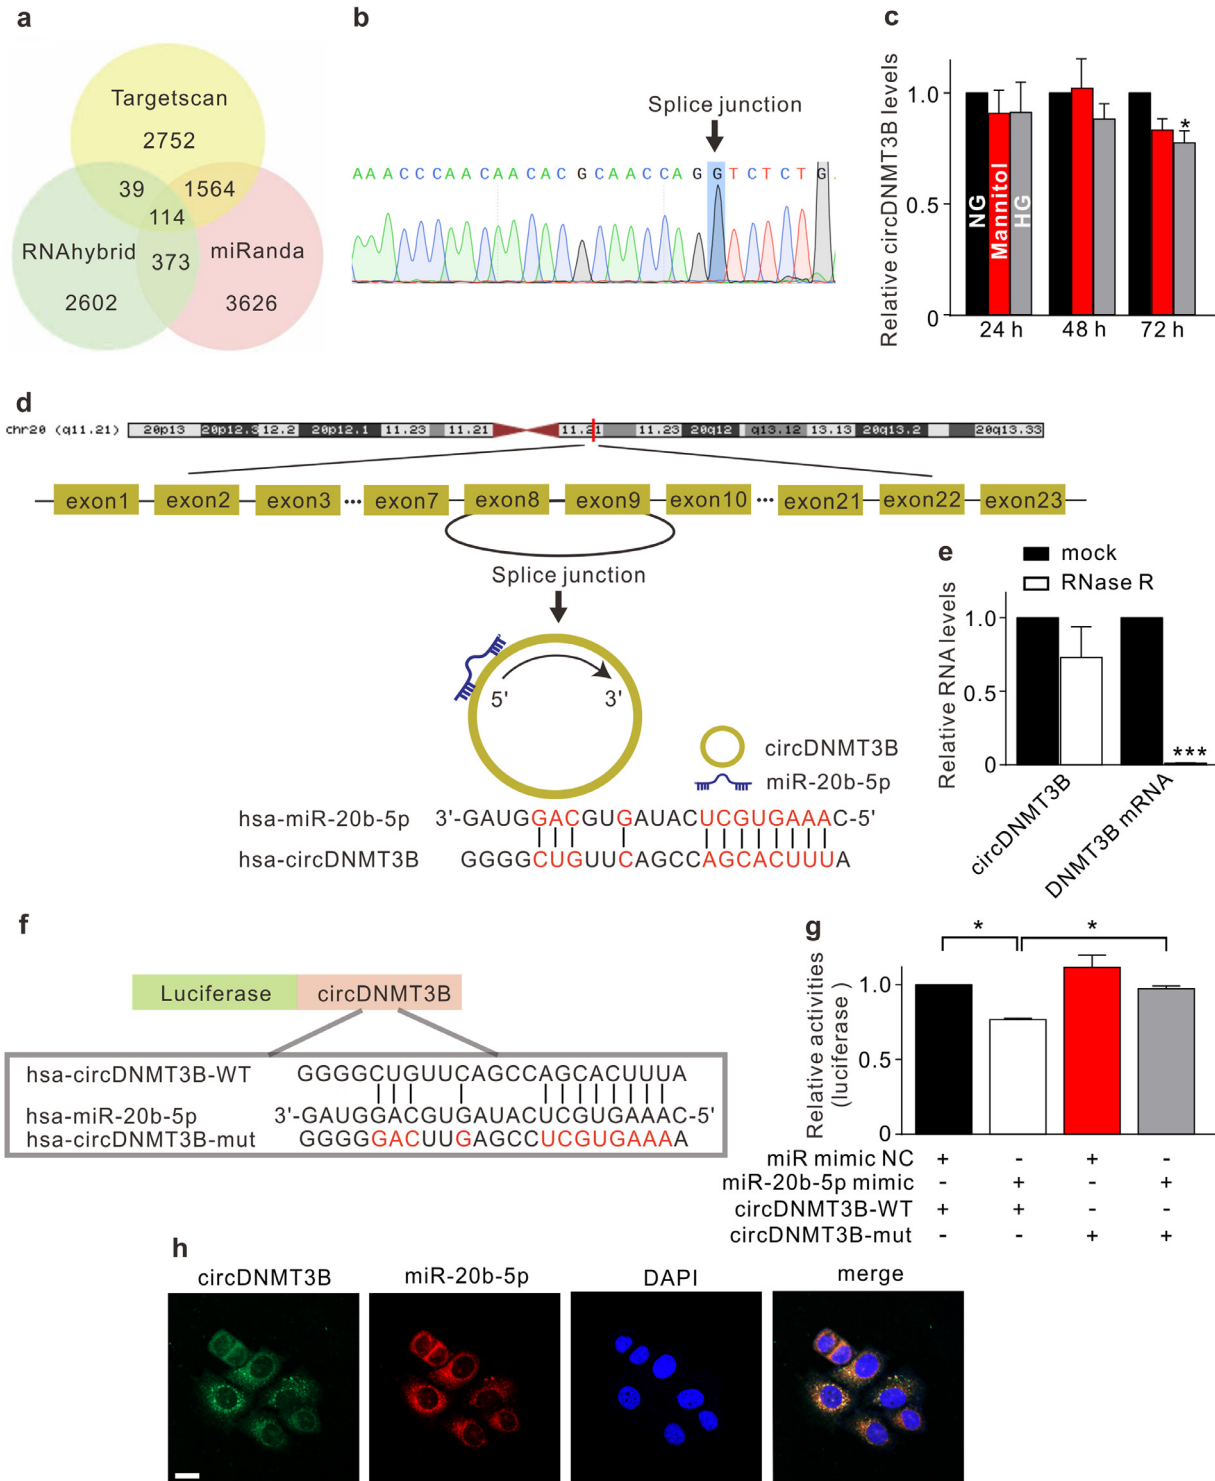 a
Targetscan
2752
39
1564
114
RNAhybrid
373
miRanda
2602
3626
b
Splice junction
AAACCCAACAACACGCAACCAGGTCTCTG
c
Relative circDNMT3B levels
1.0
0.5
0
NG
Mannitol
HG
*
24 h
48 h
72 h
d
chr20 (q11.21)
20p13
20p12.3
12.2
20p12.1
11.23
11.21
11.21
11.23
20q12
q13.12
13.13
20q13.2
20q13.33
exon1
exon2
exon3
...
exon7
exon8
exon9
exon10
...
exon21
exon22
exon23
Splice junction
5'
3'
circDNMT3B
miR-20b-5p
hsa-miR-20b-5p 3'-GAUGGACGUGAUACUCGUGAAAC-5'
hsa-circDNMT3B GGGGCUGUUCAGCCAGCACUUUA
e
mock
RNase R
Relative RNA levels
1.0
0.5
0
***
circDNMT3B
DNMT3B mRNA
f
Luciferase
circDNMT3B
hsa-circDNMT3B-WT GGGGCUGUUCAGCCAGCACUUUA
hsa-miR-20b-5p 3'-GAUGGACGUGAUACUCGUGAAAC-5'
hsa-circDNMT3B-mut GGGGGACUUGAGCCUCGUGAAAA
g
*
*
Relative activities
(luciferase )
1.0
0.5
0
miR mimic NC + - + -
miR-20b-5p mimic - + - +
circDNMT3B-WT + + - -
circDNMT3B-mut - - + +
h
circDNMT3B
miR-20b-5p
DAPI
merge